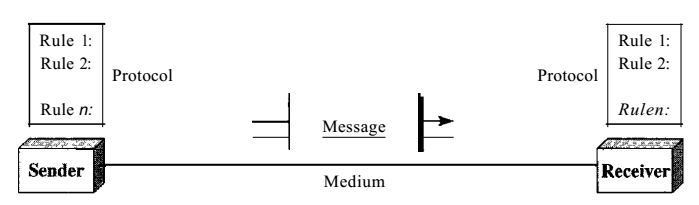 Rule 1:
Rule 2:
Rule n:
Protocol
Message
Protocol
Rule 1:
Rule 2:
Rulen:
Sender
Medium
Receiver